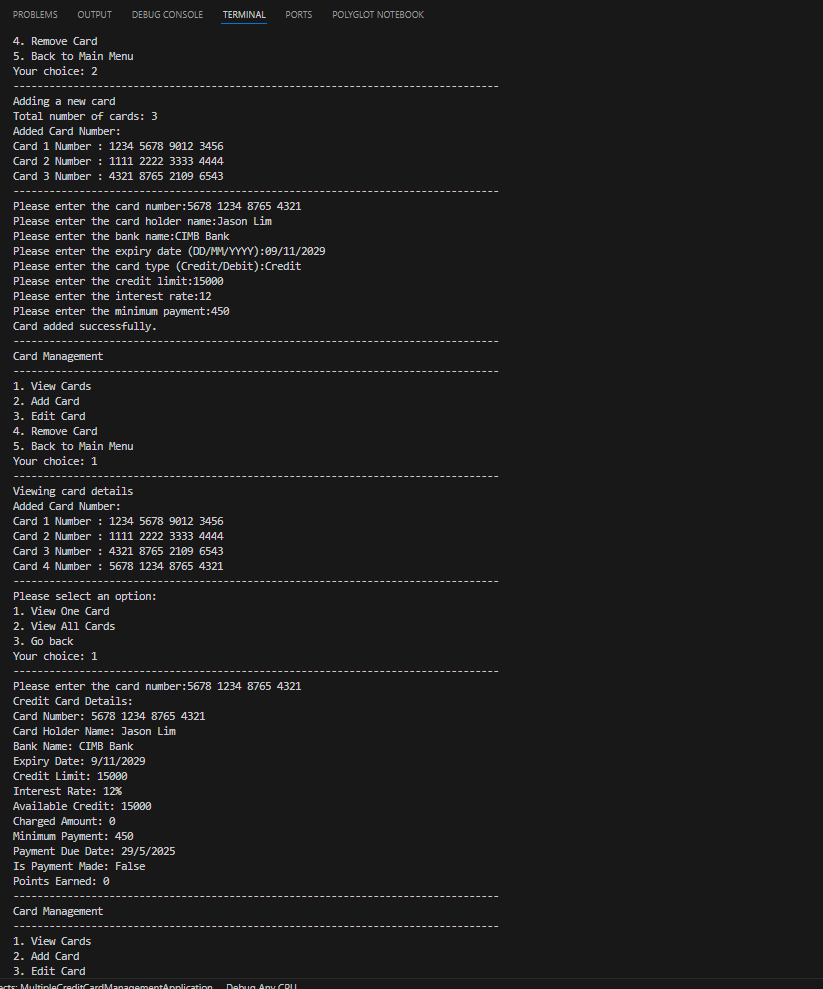 PROBLEMS OUTPUT DEBUG CONSOLE TERMINAL PORTS POLYGLOT NOTEBOOK
4. Remove Card
5. Back to Main Menu
Your choice: 2
---------------------------------------------------------------------------------
Adding a new card
Total number of cards: 3
Added Card Number:
Card 1 Number : 1234 5678 9012 3456
Card 2 Number : 1111 2222 3333 4444
Card 3 Number : 4321 8765 2109 6543
---------------------------------------------------------------------------------
Please enter the card number:5678 1234 8765 4321
Please enter the card holder name:Jason Lim
Please enter the bank name:CIMB Bank
Please enter the expiry date (DD/MM/YYYY):09/11/2029
Please enter the card type (Credit/Debit):Credit
Please enter the credit limit:15000
Please enter the interest rate:12
Please enter the minimum payment:450
Card added successfully.
---------------------------------------------------------------------------------
Card Management
---------------------------------------------------------------------------------
1. View Cards
2. Add Card
3. Edit Card
4. Remove Card
5. Back to Main Menu
Your choice: 1
---------------------------------------------------------------------------------
Viewing card details
Added Card Number:
Card 1 Number : 1234 5678 9012 3456
Card 2 Number : 1111 2222 3333 4444
Card 3 Number : 4321 8765 2109 6543
Card 4 Number : 5678 1234 8765 4321
---------------------------------------------------------------------------------
Please select an option:
1. View One Card
2. View All Cards
3. Go back
Your choice: 1
---------------------------------------------------------------------------------
Please enter the card number:5678 1234 8765 4321
Credit Card Details:
Card Number: 5678 1234 8765 4321
Card Holder Name: Jason Lim
Bank Name: CIMB Bank
Expiry Date: 9/11/2029
Credit Limit: 15000
Interest Rate: 12%
Available Credit: 15000
Charged Amount: 0
Minimum Payment: 450
Payment Due Date: 29/5/2025
Is Payment Made: False
Points Earned: 0
---------------------------------------------------------------------------------
Card Management
---------------------------------------------------------------------------------
1. View Cards
2. Add Card
3. Edit Card
MultipleCreditCardManagementApplication Debug Any CPU